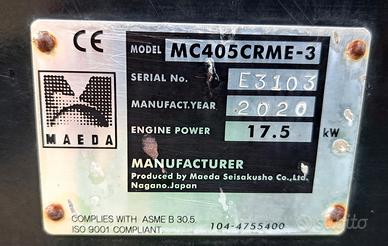 CE
MODEL MC405CRME-3
SERIAL No. E3103
MANUFACT.YEAR 2020
ENGINE POWER 17.5 kW
MAEDA
MANUFACTURER
Produced by Maeda Seisakusho Co.,Ltd.
Nagano.Japan
COMPLIES WITH ASME B 30.5.
ISO 9001 COMPLIANT.
104-4755400
subito